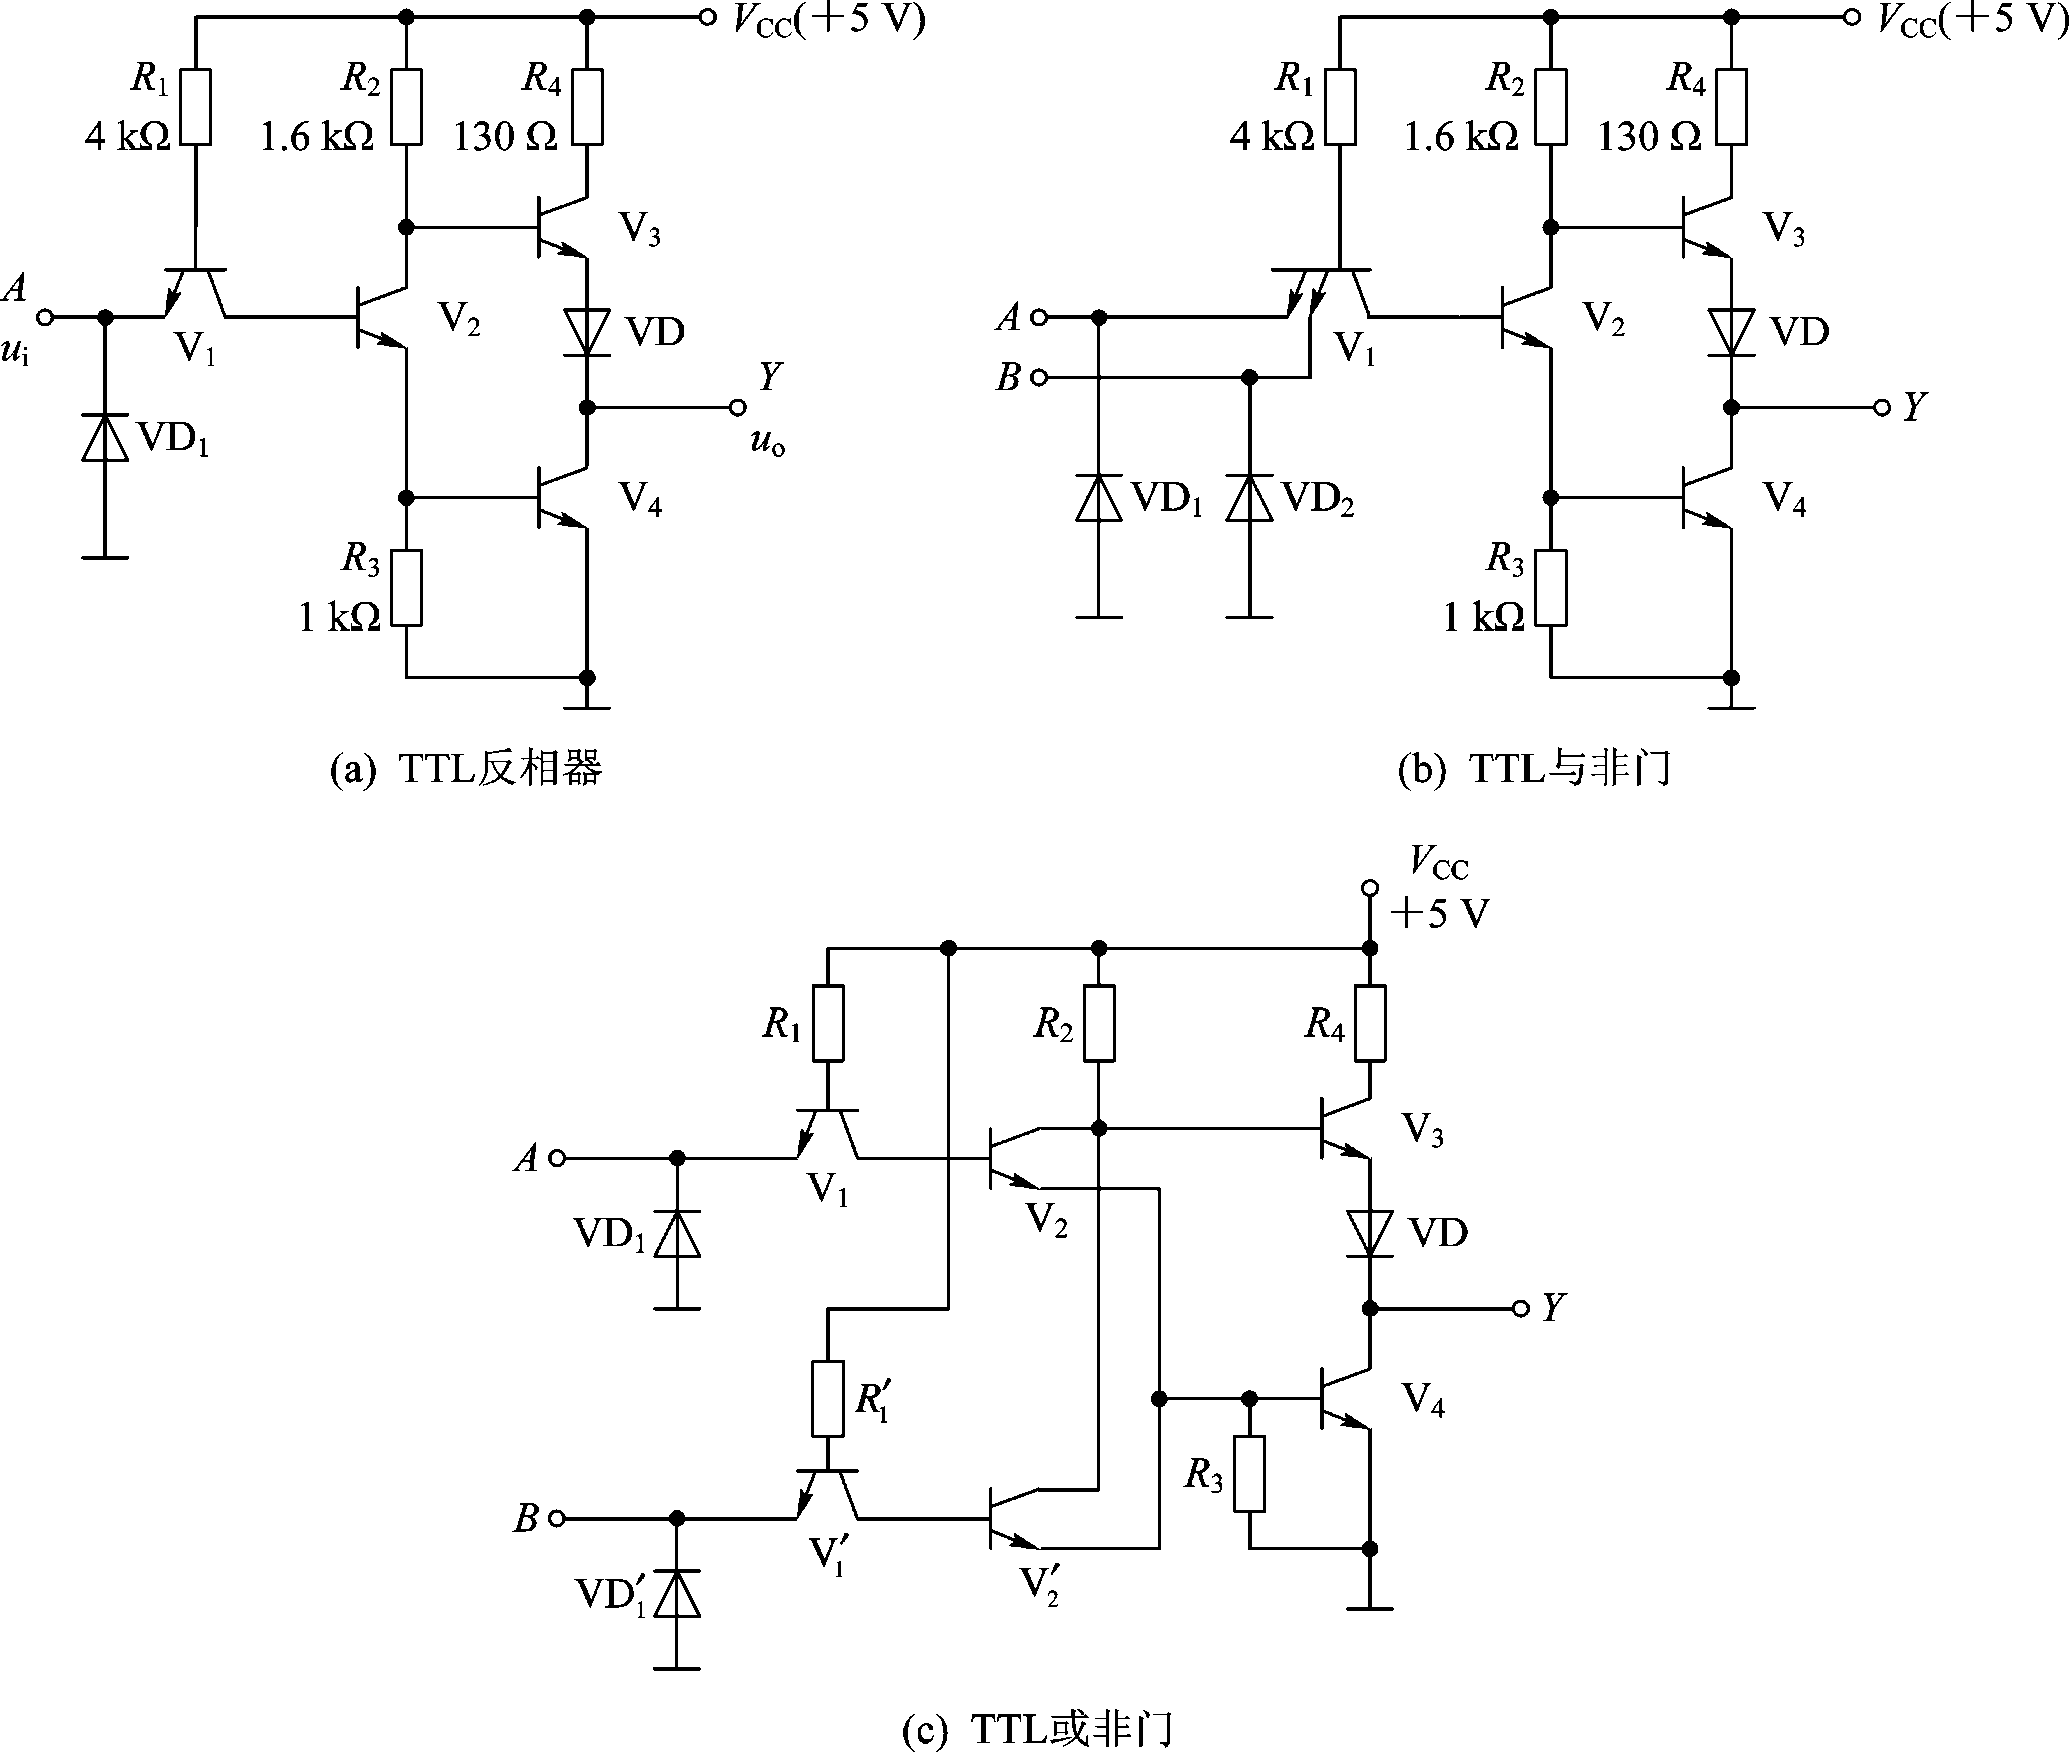 V_CC(+5 V)
R1
4 kΩ
R2
1.6 kΩ
R4
130 Ω
V3
A
ui
V1
V2
VD
Y
uo
VD1
V4
R3
1 kΩ
(a) TTL反相器
V_CC(+5 V)
R1
4 kΩ
R2
1.6 kΩ
R4
130 Ω
V3
A
B
V1
V2
VD
Y
VD1
VD2
V4
R3
1 kΩ
(b) TTL与非门
V_CC
+5 V
R1
R2
R4
V3
A
V1
V2
VD1
VD
Y
R1′
V4
R3
B
V1′
V2′
VD1′
(c) TTL或非门